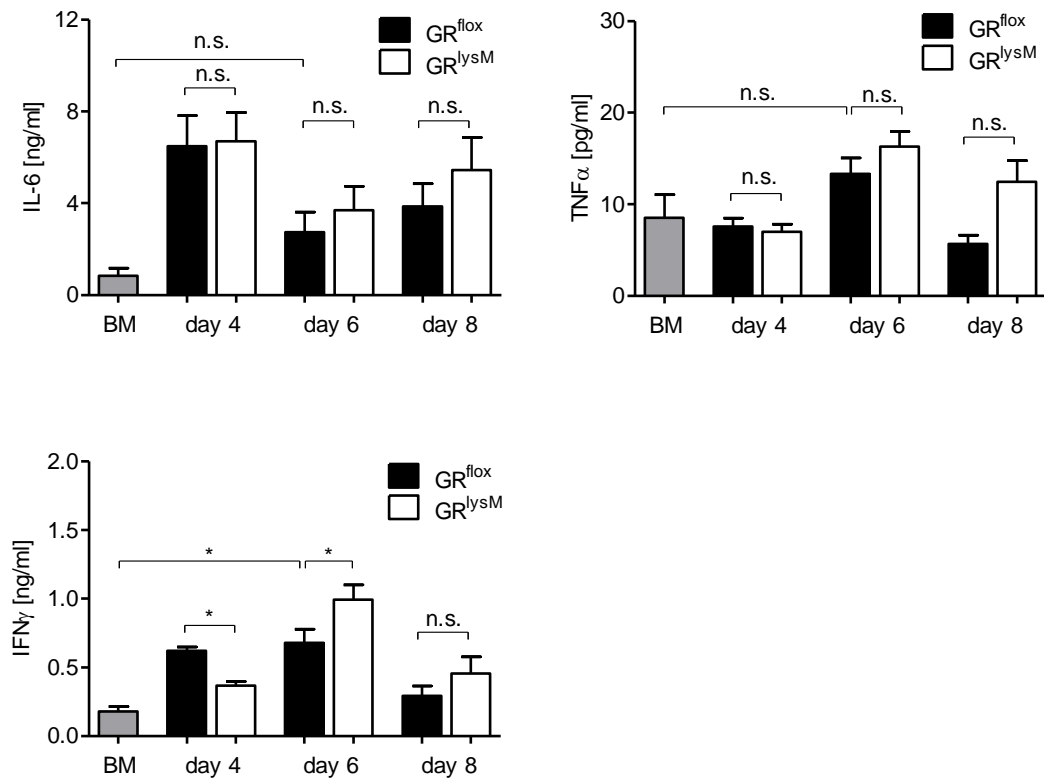 IL-6 [ng/ml]
12
8
4
0
GR^flox
GR^lysM
n.s.
n.s.
n.s.
n.s.
BM day 4 day 6 day 8
TNFα [pg/ml]
30
20
10
0
GR^flox
GR^lysM
n.s.
n.s.
n.s.
n.s.
BM day 4 day 6 day 8
IFNγ [ng/ml]
2.0
1.5
1.0
0.5
0.0
GR^flox
GR^lysM
* *
*
n.s.
BM day 4 day 6 day 8